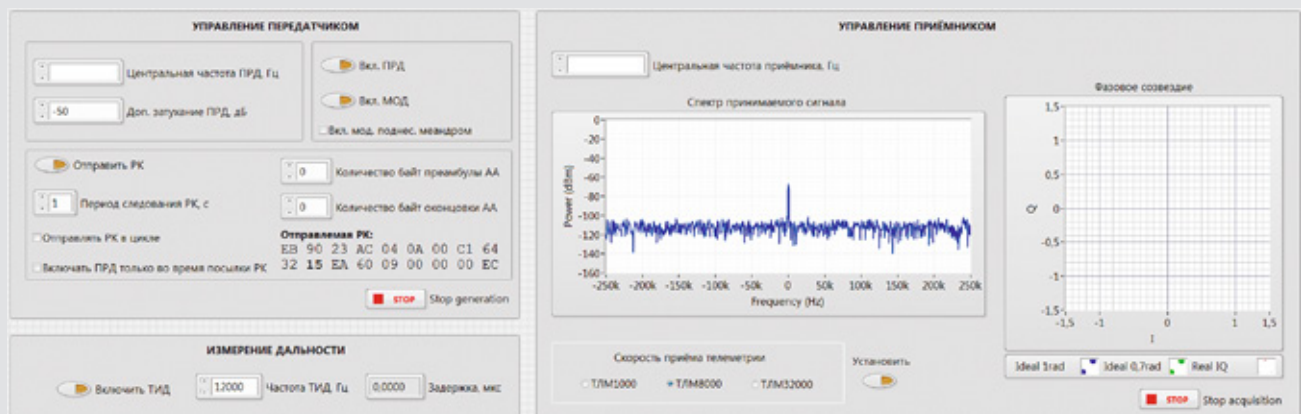 УПРАВЛЕНИЕ ПЕРЕДАТЧИКОМ
Центральная частота ПРД, Гц
-50 Доп. затухание ПРД, дБ
Вкл. ПРД
Вкл. МОД
Вкл. мод. поднес. меандром
Отправить РК
1 Период следования РК, с
Отправлять РК в цикле
Включать ПРД только во время посылки РК
0 Количество байт преамбулы АА
0 Количество байт оконцовки АА
Отправляемая РК:
EB 90 23 AC 04 0A 00 C1 64
32 15 EA 60 09 00 00 00 EC
STOP Stop generation
ИЗМЕРЕНИЕ ДАЛЬНОСТИ
Включить ТИД 12000 Частота ТИД, Гц 0,0000 Задержка, мкс
УПРАВЛЕНИЕ ПРИЁМНИКОМ
Центральная частота приёмника, Гц
Спектр принимаемого сигнала
Power (dBm)
0
-20
-40
-60
-80
-100
-120
-140
-160
-250k -200k -150k -100k -50k 0 50k 100k 150k 200k 250k
Frequency (Hz)
Фазовое созвездие
Q
1,5
1
0,5
0
-0,5
-1
-1,5
-1,5 -1 0 1 1,5
I
Ideal 1rad Ideal 0,7rad Real IQ
Скорость приёма телеметрии
ТЛМ1000 ТЛМ8000 ТЛМ32000
Установить
STOP Stop acquisition